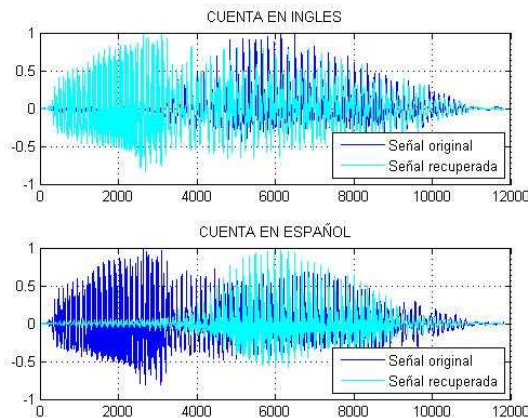 CUENTA EN INGLES
1
0.5
0
-0.5
-1
Señal original
Señal recuperada
0 2000 4000 6000 8000 10000 12000
CUENTA EN ESPAÑOL
1
0.5
0
-0.5
-1
Señal original
Señal recuperada
0 2000 4000 6000 8000 10000 12000